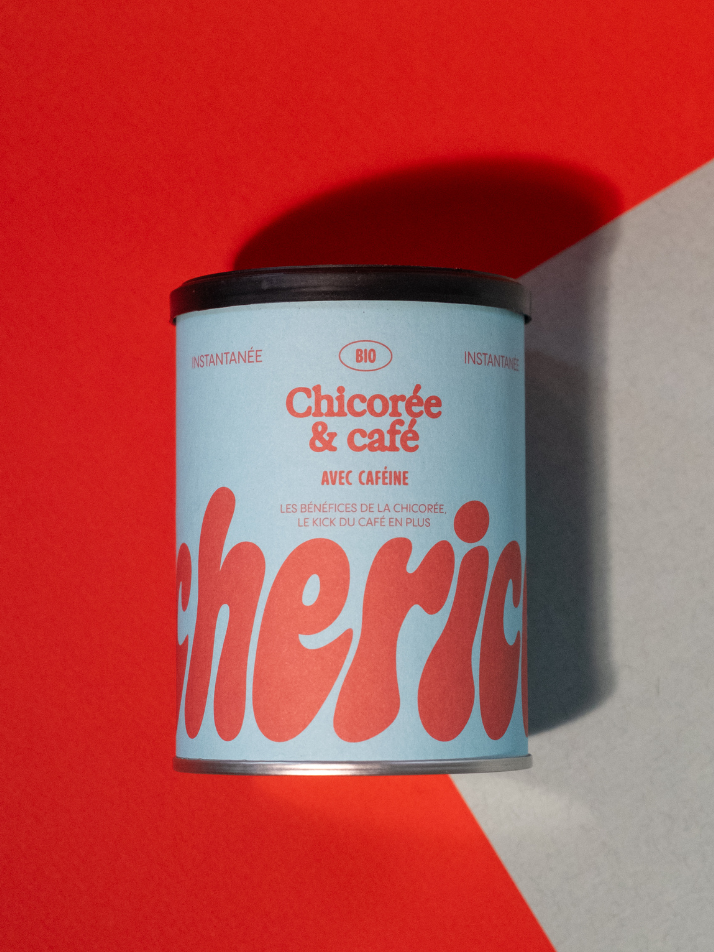 INSTANTANÉE BIO INSTANTANÉE
Chicorée
& café
AVEC CAFÉINE
LES BÉNÉFICES DE LA CHICORÉE,
LE KICK DU CAFÉ EN PLUS
cheric